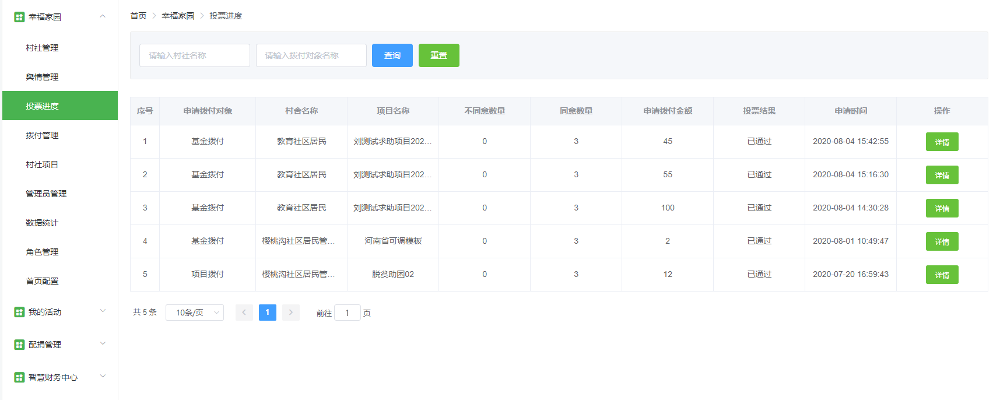 幸福家园
村社管理
舆情管理
投票进度
拨付管理
村社项目
管理员管理
数据统计
角色管理
首页配置
我的活动
配捐管理
智慧财务中心
首页 > 幸福家园 > 投票进度
请输入村社名称 请输入拨付对象名称 查询 重置
序号 申请拨付对象 村舍名称 项目名称 不同意数量 同意数量 申请拨付金额 投票结果 申请时间 操作
1 基金拨付 教育社区居民 刘测试求助项目202... 0 3 45 已通过 2020-08-04 15:42:55 详情
2 基金拨付 教育社区居民 刘测试求助项目202... 0 3 55 已通过 2020-08-04 15:16:30 详情
3 基金拨付 教育社区居民 刘测试求助项目202... 0 3 100 已通过 2020-08-04 14:30:28 详情
4 基金拨付 樱桃沟社区居民管... 河南省可调模板 0 3 2 已通过 2020-08-01 10:49:47 详情
5 项目拨付 樱桃沟社区居民管... 脱贫助困02 0 3 12 已通过 2020-07-20 16:59:43 详情
共 5 条 10条/页 < 1 > 前往 1 页